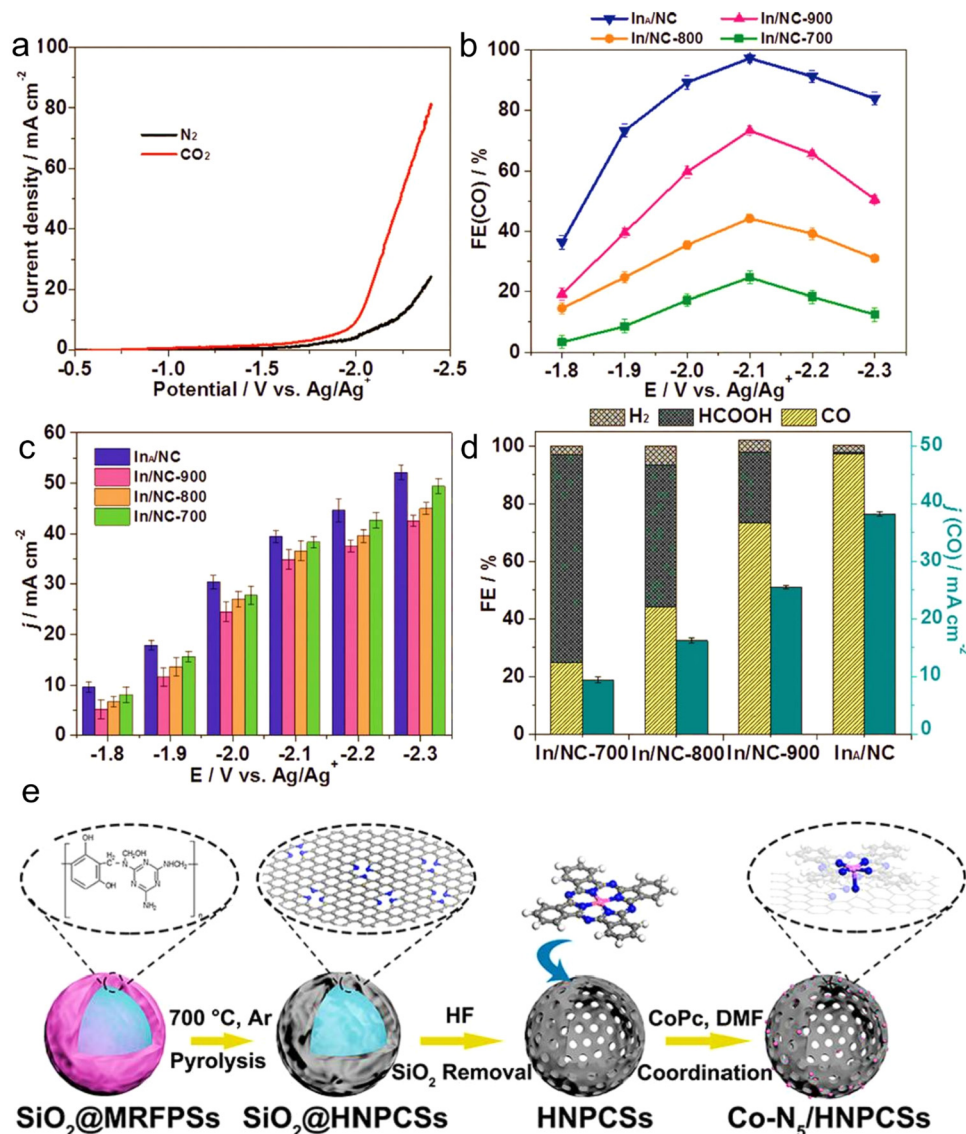 a
Current density / mA cm⁻²
100
80
60
40
20
0
N₂
CO₂
-0.5
-1.0
-1.5
-2.0
-2.5
Potential / V vs. Ag/Ag⁺
b
Inₐ/NC
In/NC-900
In/NC-800
In/NC-700
FE(CO) / %
100
80
60
40
20
0
-1.8
-1.9
-2.0
-2.1
-2.2
-2.3
E / V vs. Ag/Ag⁺
c
j / mA cm⁻²
60
50
40
30
20
10
0
Inₐ/NC
In/NC-900
In/NC-800
In/NC-700
-1.8
-1.9
-2.0
-2.1
-2.2
-2.3
E / V vs. Ag/Ag⁺
d
H₂
HCOOH
CO
FE / %
100
80
60
40
20
0
50
40
30
20
10
0
j (CO) / mA cm⁻²
In/NC-700
In/NC-800
In/NC-900
Inₐ/NC
e
OH
OH
H₂
C
CH₂OH
N
N
N
N
NHCH₂
NH₂
n
700 °C, Ar
Pyrolysis
HF
SiO₂ Removal
CoPc, DMF
Coordination
SiO₂@MRFPSs
SiO₂@HNPCSs
HNPCSs
Co-N₅/HNPCSs